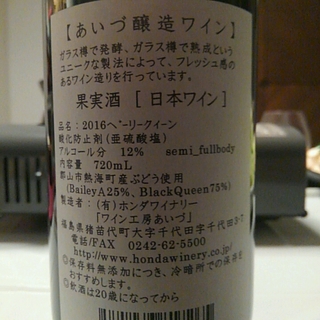 【あいづ醸造ワイン】
ガラス樽で発酵、ガラス樽で熟成という
ユニークな製法によって、フレッシュ感の
あるワイン造りを行っています。
果実酒 [ 日本ワイン ]
品名：2016ベーリークイーン
酸化防止剤（亜硫酸塩）
アルコール分 12% semi_fullbody
内容量 720mL
郡山市熱海町産ぶどう使用
(BaileyA25%、BlackQueen75%)
製造者：（有）ホンダワイナリー
「ワイン工房あいづ」
福島県猪苗代町大字千代田字千代田3-7
電話/FAX 0242-62-5500
http://www.hondawinery.co.jp/
◎保存料無添加につき、冷暗所での保存を
おすすめします。
◎飲酒は20歳になってから